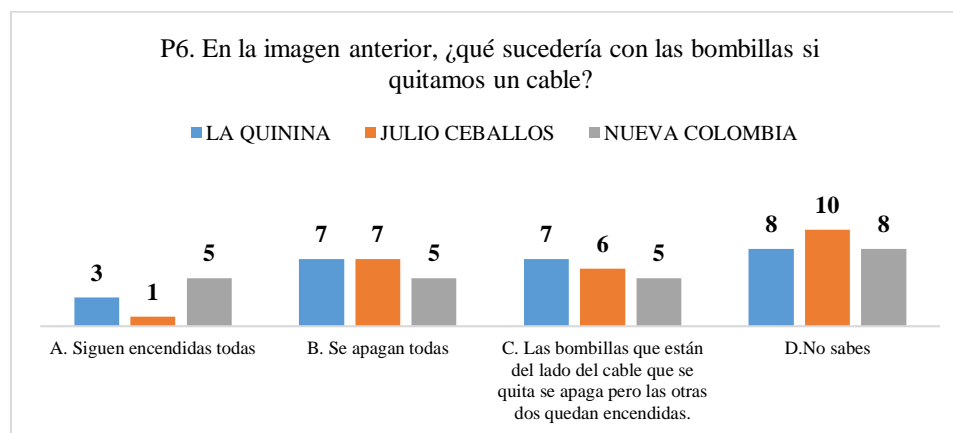 P6. En la imagen anterior, ¿qué sucedería con las bombillas si
quitamos un cable?
LA QUININA JULIO CEBALLOS NUEVA COLOMBIA
3 1 5 7 7 5 7 6 5 8 10 8
A. Siguen encendidas todas
B. Se apagan todas
C. Las bombillas que están
del lado del cable que se
quita se apaga pero las otras
dos quedan encendidas.
D.No sabes